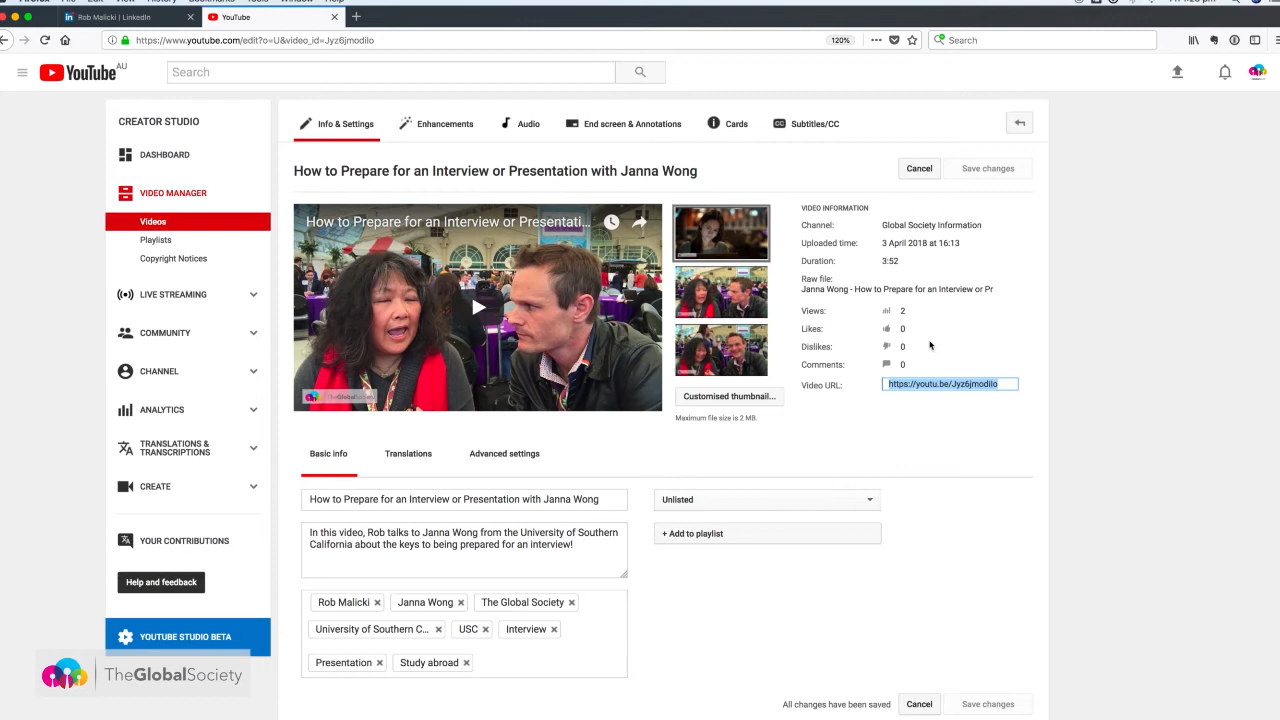 Rob Malicki | LinkedIn
YouTube
https://www.youtube.com/edit?o=U&video_id=Jyz6jmodilo
120%
Search
YouTube AU
Search
CREATOR STUDIO
DASHBOARD
VIDEO MANAGER
Videos
Playlists
Copyright Notices
LIVE STREAMING
COMMUNITY
CHANNEL
ANALYTICS
TRANSLATIONS &
TRANSCRIPTIONS
CREATE
YOUR CONTRIBUTIONS
Help and feedback
YOUTUBE STUDIO BETA
TheGlobalSociety
Info & Settings
Enhancements
Audio
End screen & Annotations
Cards
CC Subtitles/CC
How to Prepare for an Interview or Presentation with Janna Wong
Cancel
Save changes
How to Prepare for an Interview or Presentati...
TheGlobalSociety
Customised thumbnail...
Maximum file size is 2 MB.
VIDEO INFORMATION
Channel: Global Society Information
Uploaded time: 3 April 2018 at 16:13
Duration: 3:52
Raw file:
Janna Wong - How to Prepare for an Interview or Pr
Views: 2
Likes: 0
Dislikes: 0
Comments: 0
Video URL: https://youtu.be/Jyz6jmodilo
Basic info
Translations
Advanced settings
How to Prepare for an Interview or Presentation with Janna Wong
Unlisted
In this video, Rob talks to Janna Wong from the University of Southern
California about the keys to being prepared for an interview!
+ Add to playlist
Rob Malicki × Janna Wong × The Global Society ×
University of Southern C... × USC × Interview ×
Presentation × Study abroad ×
All changes have been saved
Cancel
Save changes